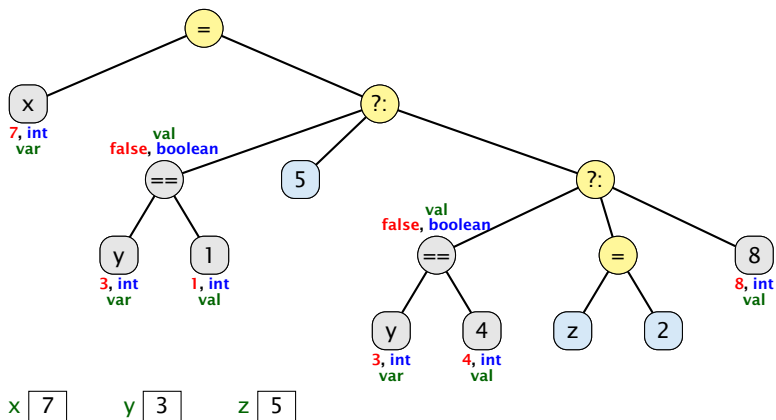 =
x
7, int
var
?:
val
false, boolean
==
5
?:
y
3, int
var
1
1, int
val
val
false, boolean
==
=
8
8, int
val
y
3, int
var
4
4, int
val
z
2
x 7 y 3 z 5